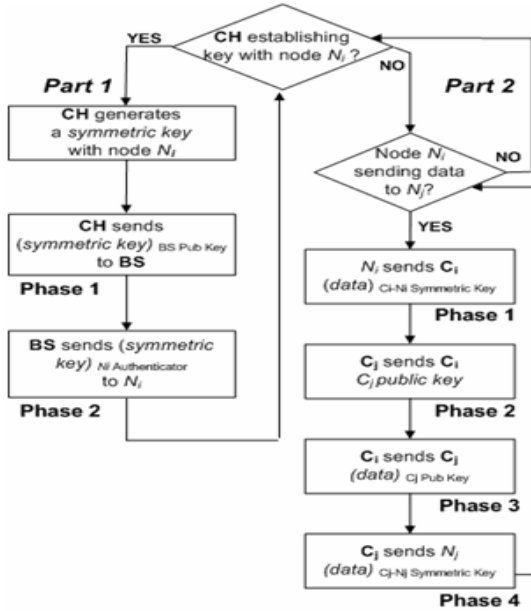 CH establishing
key with node Ni ?
YES
NO
Part 1
Part 2
CH generates
a symmetric key
with node Ni
CH sends
(symmetric key) BS Pub Key
to BS
Phase 1
BS sends (symmetric
key) Ni Authenticator
to Ni
Phase 2
Node Ni
sending data
to Nj?
NO
YES
Ni sends Ci
(data) Ci-Ni Symmetric Key
Phase 1
Cj sends Ci
Cj public key
Phase 2
Ci sends Cj
(data) Cj Pub Key
Phase 3
Cj sends Nj
(data) Cj-Nj Symmetric Key
Phase 4